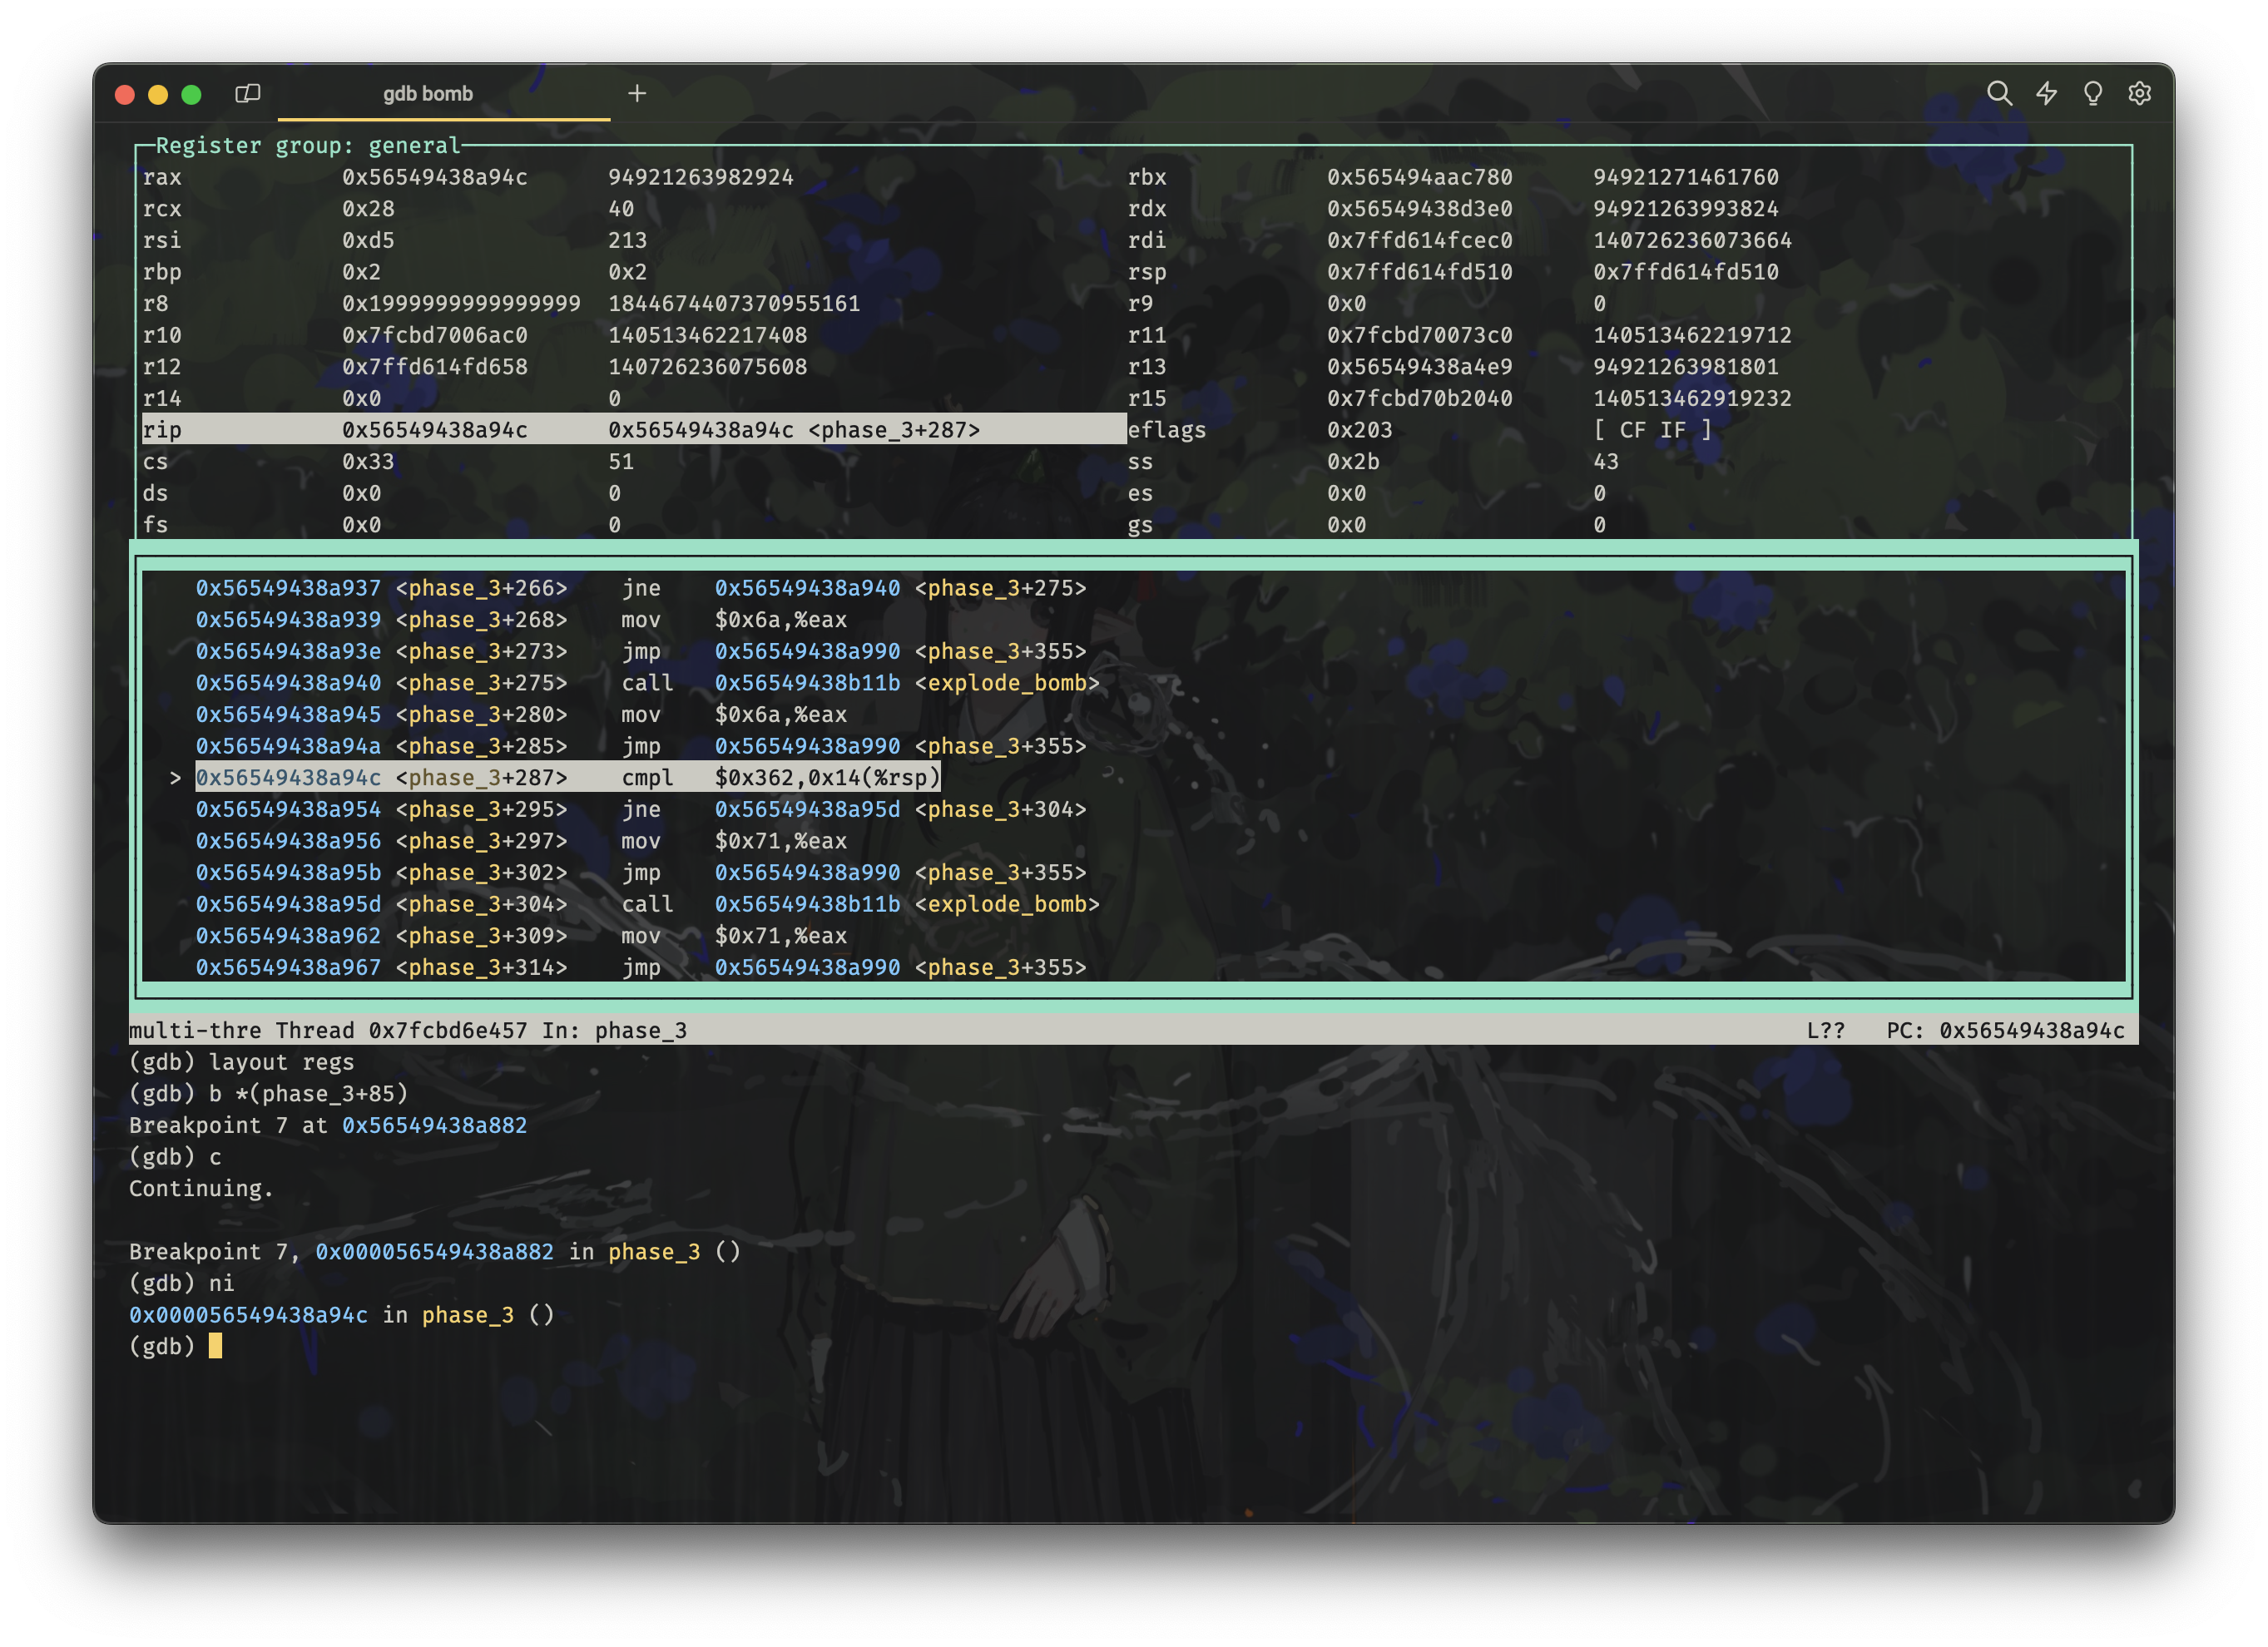 gdb bomb +
Register group: general
rax 0x56549438a94c 94921263982924 rbx 0x565494aac780 94921271461760
rcx 0x28 40 rdx 0x56549438d3e0 94921263993824
rsi 0xd5 213 rdi 0x7ffd614fcec0 140726236073664
rbp 0x2 0x2 rsp 0x7ffd614fd510 0x7ffd614fd510
r8 0x1999999999999999 1844674407370955161 r9 0x0 0
r10 0x7fcbd7006ac0 140513462217408 r11 0x7fcbd70073c0 140513462219712
r12 0x7ffd614fd658 140726236075608 r13 0x56549438a4e9 94921263981801
r14 0x0 0 r15 0x7fcbd70b2040 140513462919232
rip 0x56549438a94c 0x56549438a94c <phase_3+287> eflags 0x203 [ CF IF ]
cs 0x33 51 ss 0x2b 43
ds 0x0 0 es 0x0 0
fs 0x0 0 gs 0x0 0
0x56549438a937 <phase_3+266> jne 0x56549438a940 <phase_3+275>
0x56549438a939 <phase_3+268> mov $0x6a,%eax
0x56549438a93e <phase_3+273> jmp 0x56549438a990 <phase_3+355>
0x56549438a940 <phase_3+275> call 0x56549438b11b <explode_bomb>
0x56549438a945 <phase_3+280> mov $0x6a,%eax
0x56549438a94a <phase_3+285> jmp 0x56549438a990 <phase_3+355>
> 0x56549438a94c <phase_3+287> cmpl $0x362,0x14(%rsp)
0x56549438a954 <phase_3+295> jne 0x56549438a95d <phase_3+304>
0x56549438a956 <phase_3+297> mov $0x71,%eax
0x56549438a95b <phase_3+302> jmp 0x56549438a990 <phase_3+355>
0x56549438a95d <phase_3+304> call 0x56549438b11b <explode_bomb>
0x56549438a962 <phase_3+309> mov $0x71,%eax
0x56549438a967 <phase_3+314> jmp 0x56549438a990 <phase_3+355>
multi-thre Thread 0x7fcbd6e457 In: phase_3 L?? PC: 0x56549438a94c
(gdb) layout regs
(gdb) b *(phase_3+85)
Breakpoint 7 at 0x56549438a882
(gdb) c
Continuing.
Breakpoint 7, 0x000056549438a882 in phase_3 ()
(gdb) ni
0x000056549438a94c in phase_3 ()
(gdb)